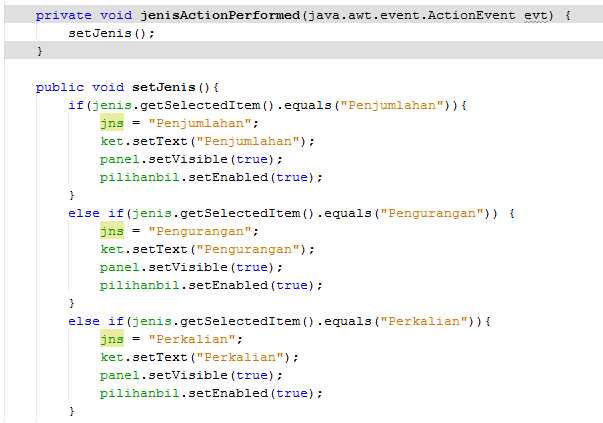 private void jenisActionPerformed(java.awt.event.ActionEvent evt) {
setJenis();
}
public void setJenis(){
if(jenis.getSelectedItem().equals("Penjumlahan")){
jns = "Penjumlahan";
ket.setText("Penjumlahan");
panel.setVisible(true);
pilihanbil.setEnabled(true);
}
else if(jenis.getSelectedItem().equals("Pengurangan")) {
jns = "Pengurangan";
ket.setText("Pengurangan");
panel.setVisible(true);
pilihanbil.setEnabled(true);
}
else if(jenis.getSelectedItem().equals("Perkalian")){
jns = "Perkalian";
ket.setText("Perkalian");
panel.setVisible(true);
pilihanbil.setEnabled(true);
}